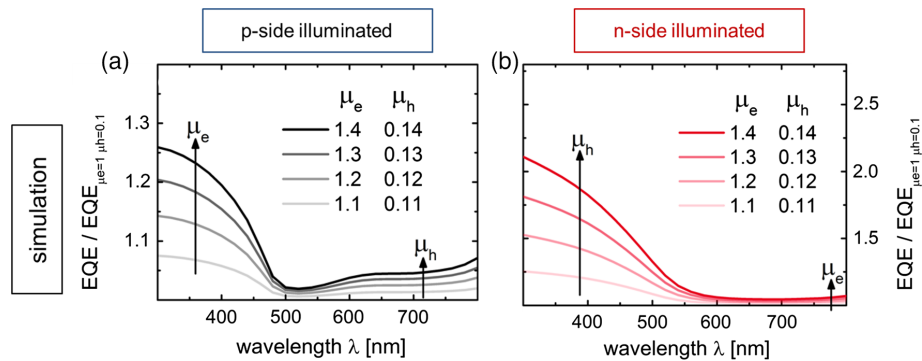 p-side illuminated
n-side illuminated
simulation
(a)
EQE / EQEμe=1 μh=0.1
1.3
1.2
1.1
1.0
μe μh
1.4 0.14
1.3 0.13
1.2 0.12
1.1 0.11
μe
μh
400 500 600 700
wavelength λ [nm]
(b)
μe μh
1.4 0.14
1.3 0.13
1.2 0.12
1.1 0.11
μh
μe
400 500 600 700
wavelength λ [nm]
2.5
2.0
1.5
EQE / EQEμe=1 μh=0.1